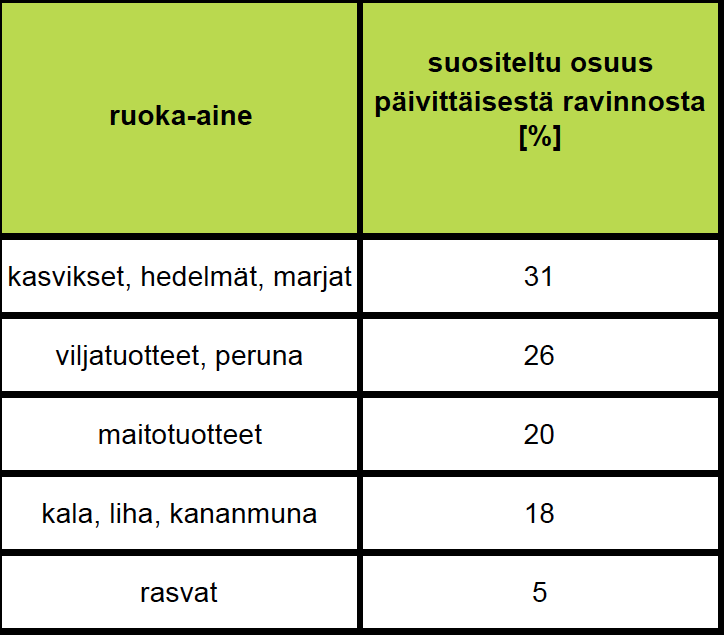 ruoka-aine
suositeltu osuus
päivittäisestä ravinnosta
[%]
kasvikset, hedelmät, marjat
31
viljatuotteet, peruna
26
maitotuotteet
20
kala, liha, kananmuna
18
rasvat
5